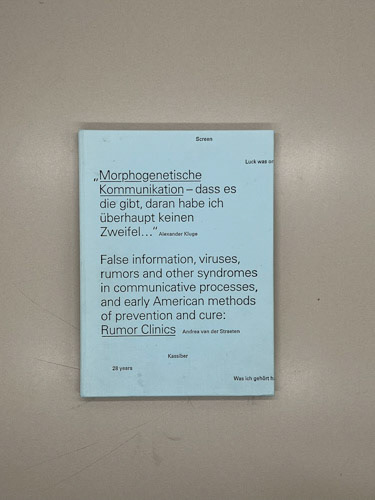 Screen
Luck was on
„Morphogenetische
Kommunikation – dass es
die gibt, daran habe ich
überhaupt keinen
Zweifel…“ Alexander Kluge
False information, viruses,
rumors and other syndromes
in communicative processes,
and early American methods
of prevention and cure:
Rumor Clinics Andrea van der Straeten
Kassiber
28 years
Was ich gehört h